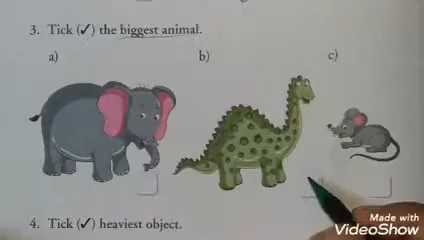 3. Tick (✓) the biggest animal.
a) b) c)
4. Tick (✓) heaviest object.
Made with
VideoShow